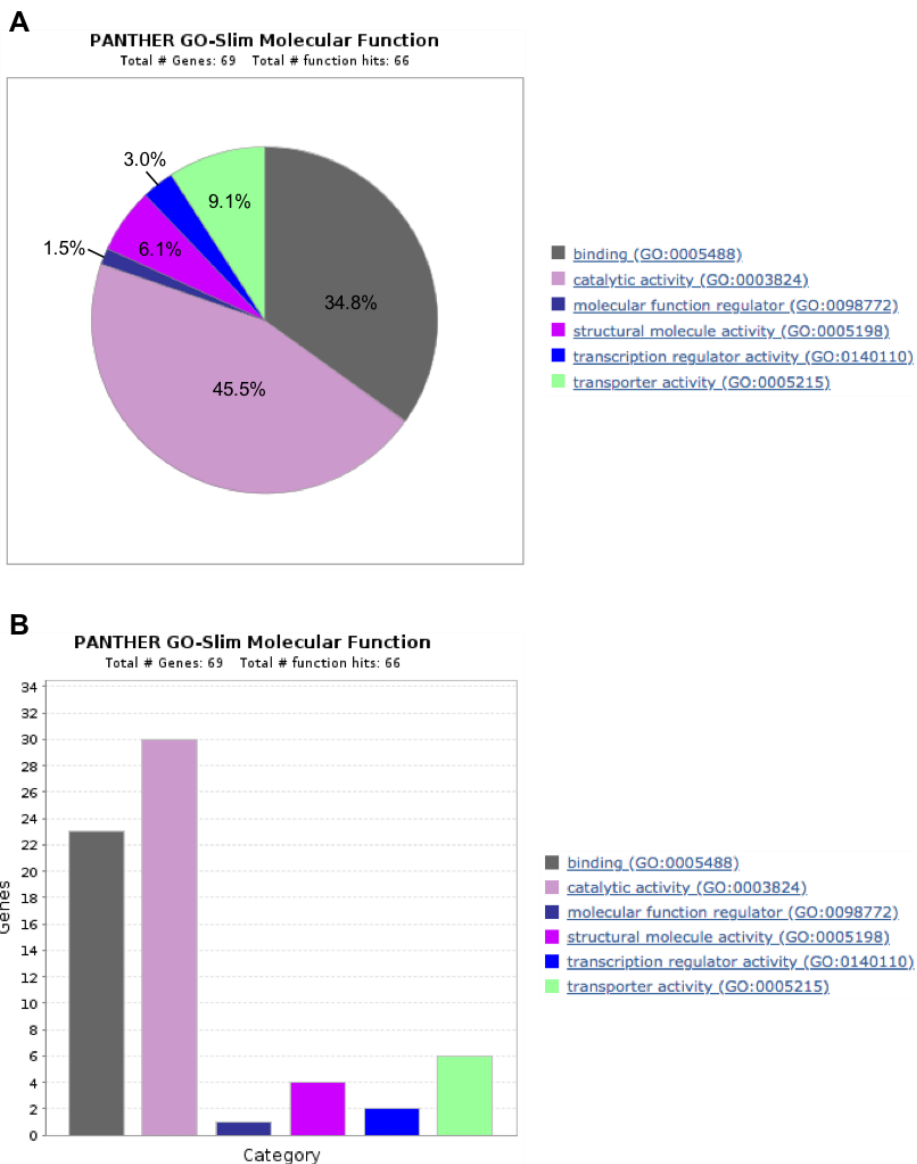 A
PANTHER GO-Slim Molecular Function
Total # Genes: 69 Total # function hits: 66
3.0%
9.1%
1.5%
6.1%
34.8%
45.5%
binding (GO:0005488)
catalytic activity (GO:0003824)
molecular function regulator (GO:0098772)
structural molecule activity (GO:0005198)
transcription regulator activity (GO:0140110)
transporter activity (GO:0005215)
B
PANTHER GO-Slim Molecular Function
Total # Genes: 69 Total # function hits: 66
34
32
30
28
26
24
22
20
18
16
14
12
10
8
6
4
2
0
Genes
Category
binding (GO:0005488)
catalytic activity (GO:0003824)
molecular function regulator (GO:0098772)
structural molecule activity (GO:0005198)
transcription regulator activity (GO:0140110)
transporter activity (GO:0005215)